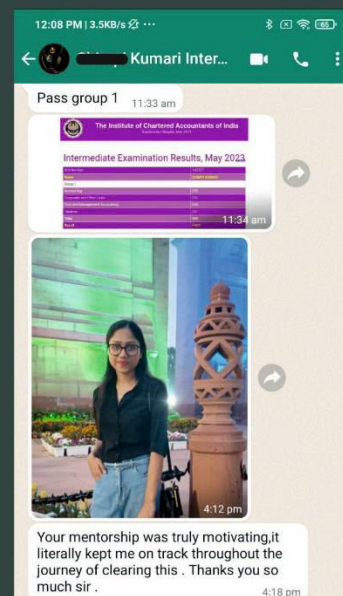 12:08 PM | 3.5KB/s
65
Kumari Inter...
Pass group 1 11:33 am
The Institute of Chartered Accountants of India
Intermediate Examination Results, May 2023
11:34 am
4:12 pm
Your mentorship was truly motivating,it
literally kept me on track throughout the
journey of clearing this . Thanks you so
much sir .
4:18 pm